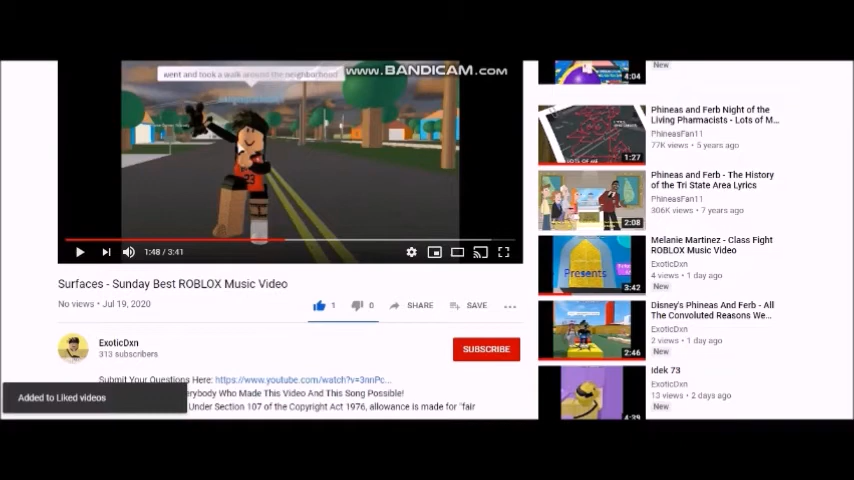 went and took a walk around the neighborhood
www.BANDICAM.com
1:48 / 3:41
Surfaces - Sunday Best ROBLOX Music Video
No views • Jul 19, 2020
1
0
SHARE
SAVE
ExoticDxn
313 subscribers
SUBSCRIBE
Submit Your Questions Here: https://www.youtube.com/watch?v=3nnPc...
erybody Who Made This Video And This Song Possible!
Under Section 107 of the Copyright Act 1976, allowance is made for "fair
Added to Liked videos
New
4:04
Phineas and Ferb Night of the
Living Pharmacists - Lots of M...
PhineasFan11
77K views • 5 years ago
1:27
Phineas and Ferb - The History
of the Tri State Area Lyrics
PhineasFan11
306K views • 7 years ago
2:08
Melanie Martinez - Class Fight
ROBLOX Music Video
ExoticDxn
4 views • 1 day ago
New
Presents
3:42
Disney's Phineas And Ferb - All
The Convoluted Reasons We...
ExoticDxn
2 views • 1 day ago
New
2:46
Idek 73
ExoticDxn
13 views • 2 days ago
New
4:39